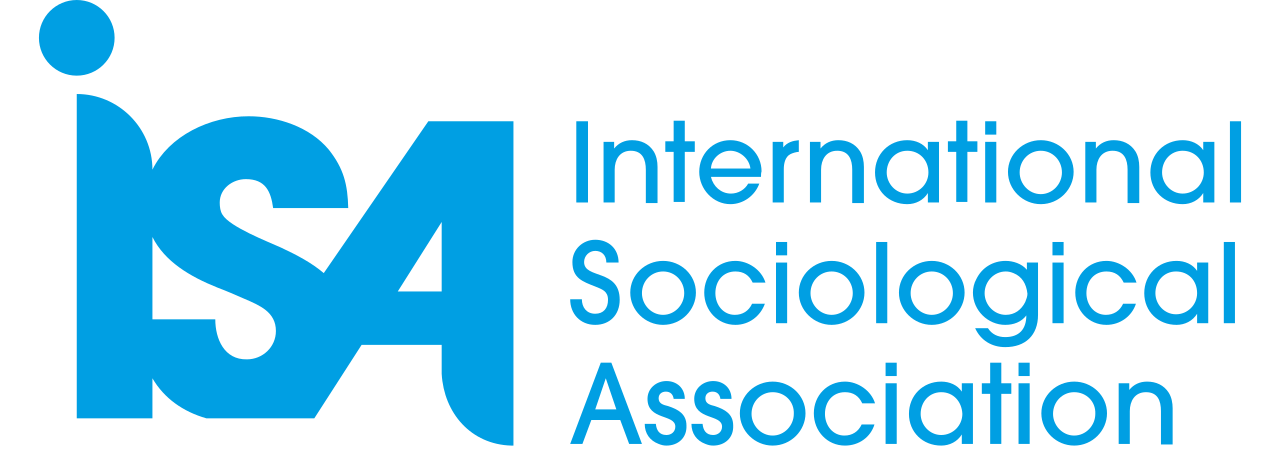 iSA
International
Sociological
Association